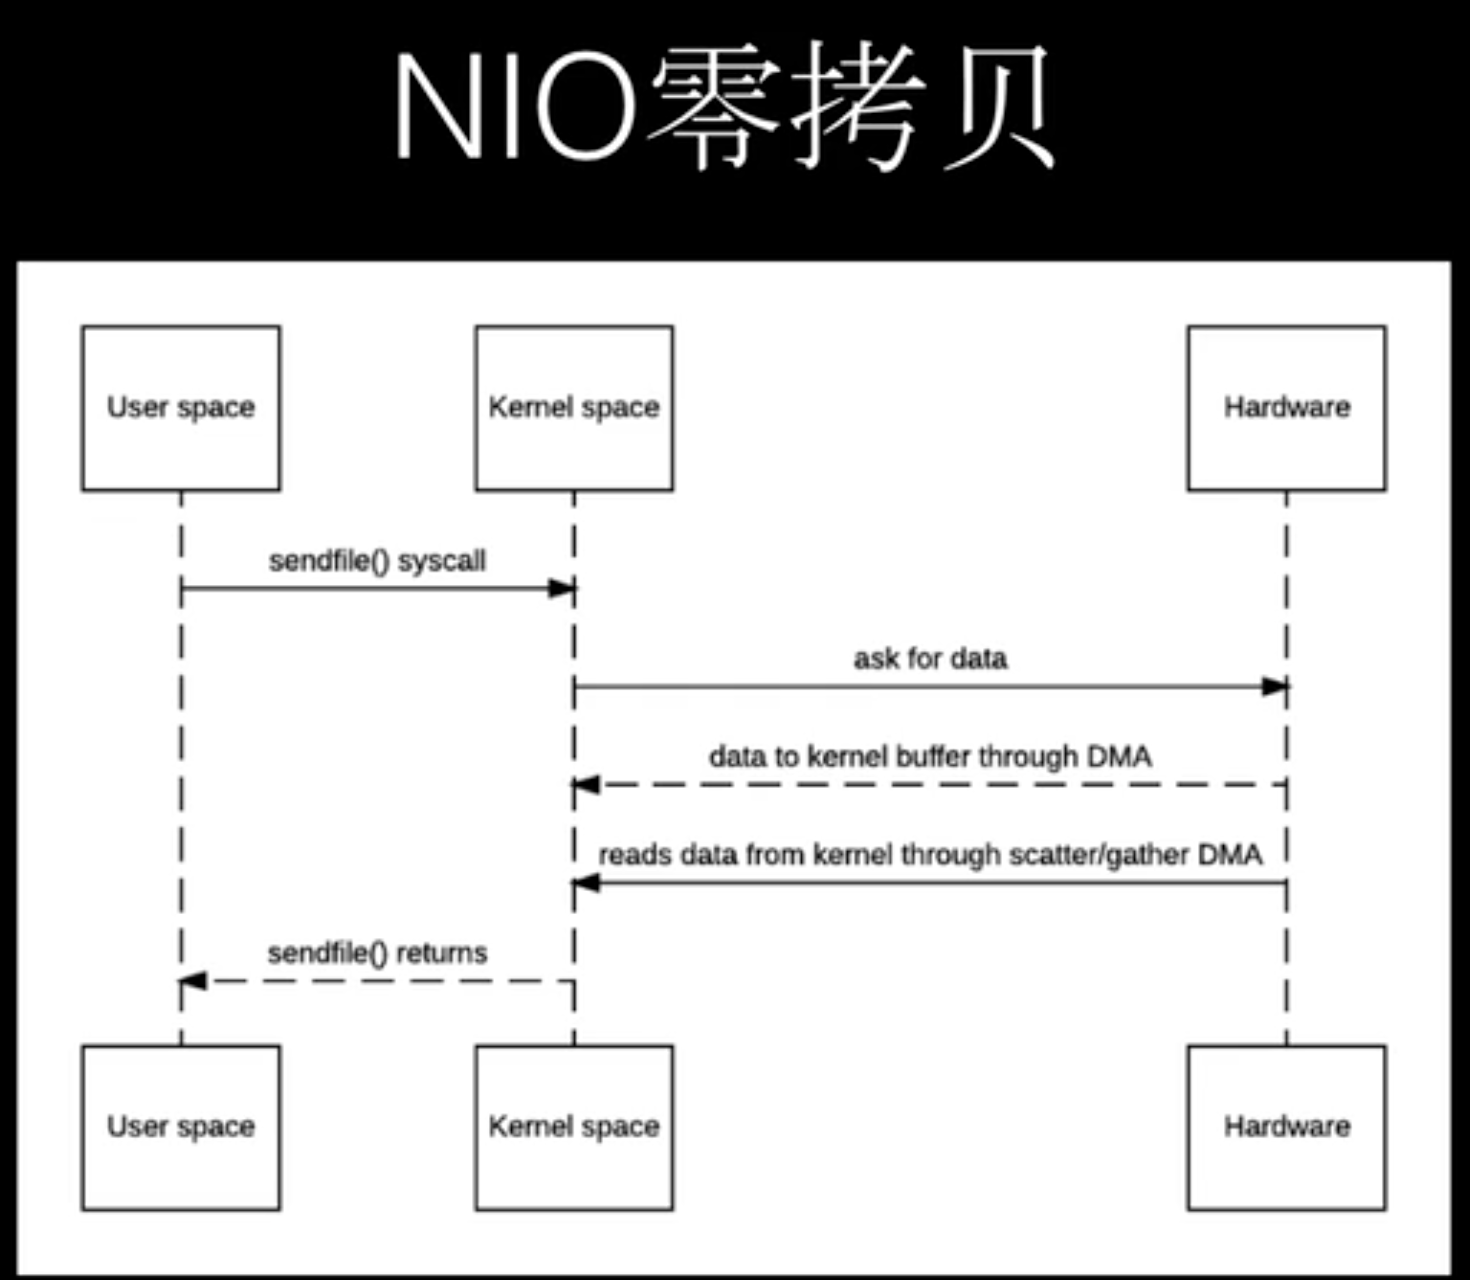 NIO零拷贝
User space
Kernel space
Hardware
sendfile() syscall
ask for data
data to kernel buffer through DMA
reads data from kernel through scatter/gather DMA
sendfile() returns
User space
Kernel space
Hardware